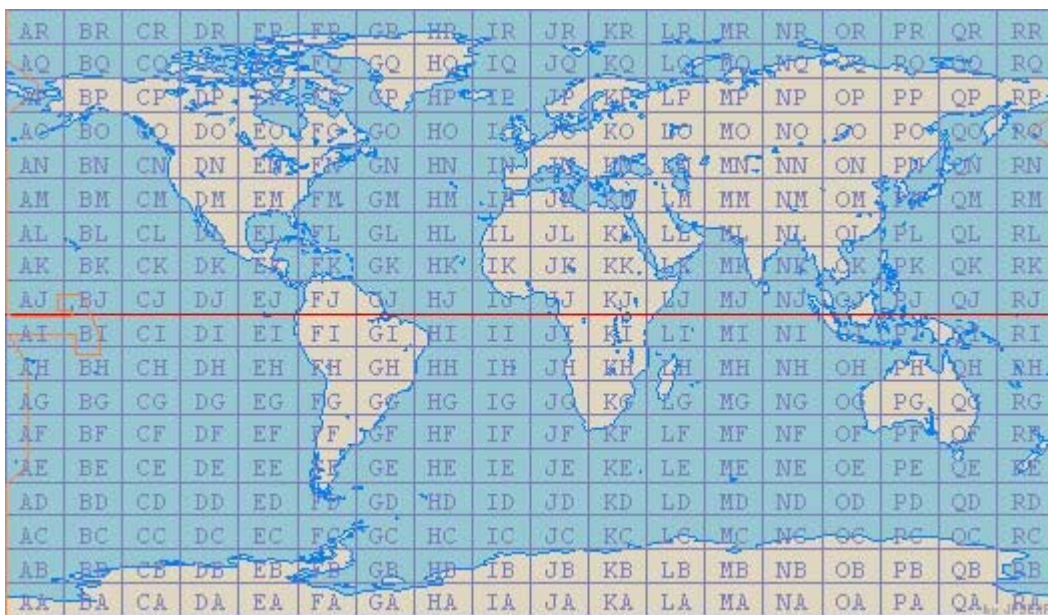 AR BR CR DR ER FR GR HR IR JR KR LR MR NR OR PR QR RR
AQ BQ CQ DQ EQ FQ GQ HQ IQ JQ KQ LQ MQ NQ OQ PQ QQ RQ
AP BP CP DP EP FP GP HP IP JP KP LP MP NP OP PP QP RP
AO BO CO DO EO FO GO HO IO JO KO LO MO NO OO PO QO RO
AN BN CN DN EN FN GN HN IN JN KN LN MN NN ON PN QN RN
AM BM CM DM EM FM GM HM IM JM KM LM MM NM OM PM QM RM
AL BL CL DL EL FL GL HL IL JL KL LL ML NL OL PL QL RL
AK BK CK DK EK FK GK HK IK JK KK LK MK NK OK PK QK RK
AJ BJ CJ DJ EJ FJ GJ HJ IJ JJ KJ LJ MJ NJ OJ PJ QJ RJ
AI BI CI DI EI FI GI HI II JI KI LI MI NI OI PI QI RI
AH BH CH DH EH FH GH HH IH JH KH LH MH NH OH PH QH RH
AG BG CG DG EG FG GG HG IG JG KG LG MG NG OG PG QG RG
AF BF CF DF EF FF GF HF IF JF KF LF MF NF OF PF QF RF
AE BE CE DE EE FE GE HE IE JE KE LE ME NE OE PE QE RE
AD BD CD DD ED FD GD HD ID JD KD LD MD ND OD PD QD RD
AC BC CC DC EC FC GC HC IC JC KC LC MC NC OC PC QC RC
AB BB CB DB EB FB GB HB IB JB KB LB MB NB OB PB QB RB
AA BA CA DA EA FA GA HA IA JA KA LA MA NA OA PA QA